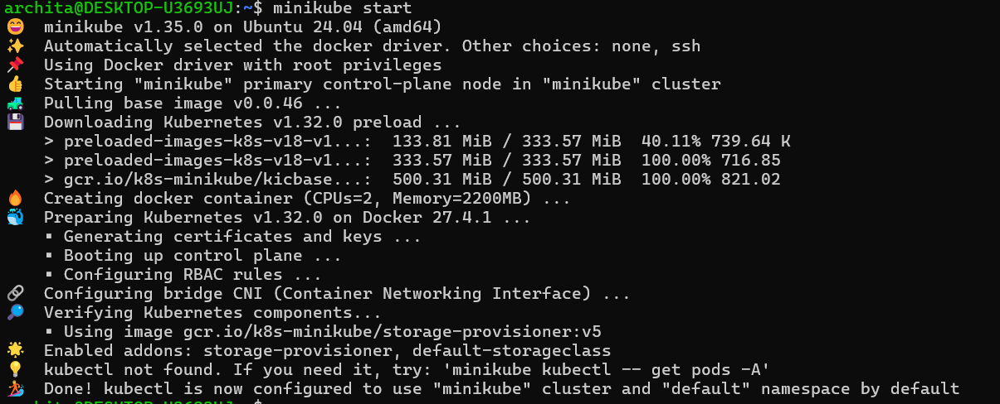 archita@DESKTOP-U3693UJ:~$ minikube start
😄 minikube v1.35.0 on Ubuntu 24.04 (amd64)
✨ Automatically selected the docker driver. Other choices: none, ssh
📌 Using Docker driver with root privileges
👍 Starting "minikube" primary control-plane node in "minikube" cluster
🚜 Pulling base image v0.0.46 ...
💾 Downloading Kubernetes v1.32.0 preload ...
> preloaded-images-k8s-v18-v1...: 133.81 MiB / 333.57 MiB 40.11% 739.64 K
> preloaded-images-k8s-v18-v1...: 333.57 MiB / 333.57 MiB 100.00% 716.85
> gcr.io/k8s-minikube/kicbase...: 500.31 MiB / 500.31 MiB 100.00% 821.02
🔥 Creating docker container (CPUs=2, Memory=2200MB) ...
🐳 Preparing Kubernetes v1.32.0 on Docker 27.4.1 ...
▪ Generating certificates and keys ...
▪ Booting up control plane ...
▪ Configuring RBAC rules ...
🔗 Configuring bridge CNI (Container Networking Interface) ...
🔎 Verifying Kubernetes components...
▪ Using image gcr.io/k8s-minikube/storage-provisioner:v5
🌟 Enabled addons: storage-provisioner, default-storageclass
💡 kubectl not found. If you need it, try: 'minikube kubectl -- get pods -A'
🏄 Done! kubectl is now configured to use "minikube" cluster and "default" namespace by default
archita@DESKTOP-U3693UJ:~$